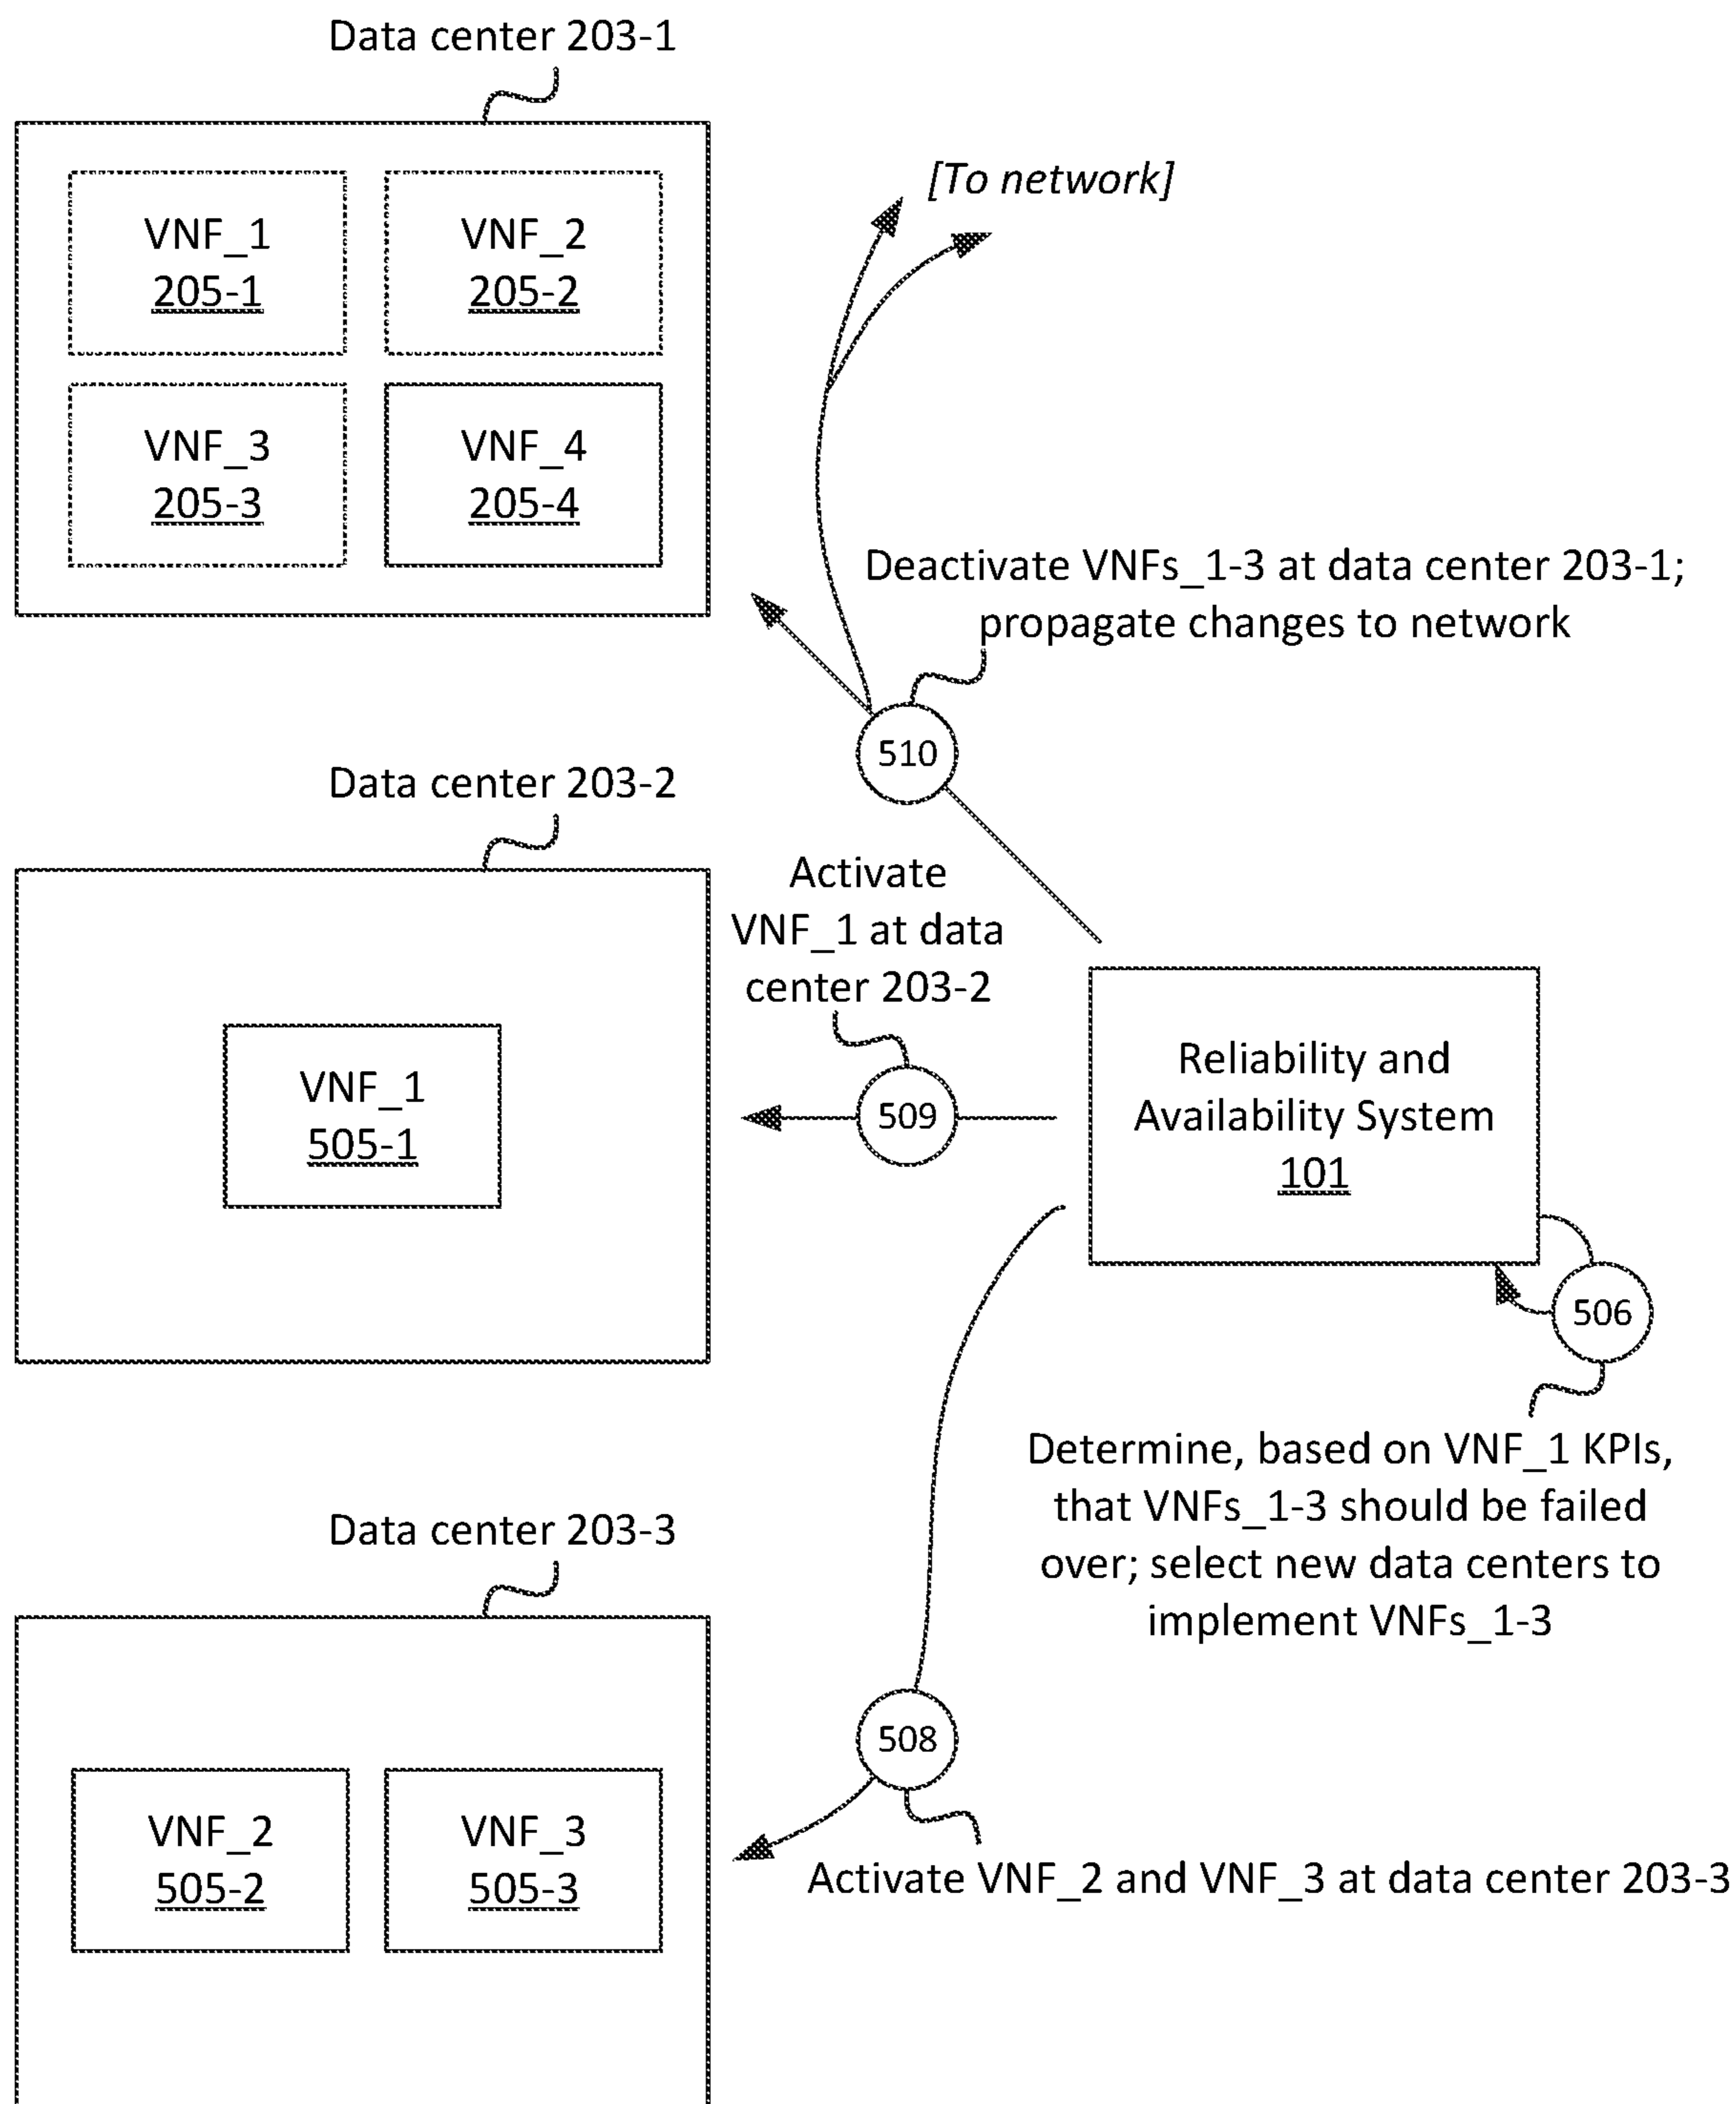 Data center 203-1
VNF_1
205-1
VNF_2
205-2
VNF_3
205-3
VNF_4
205-4
[To network]
Deactivate VNFs_1-3 at data center 203-1;
propagate changes to network
510
Data center 203-2
VNF_1
505-1
Activate
VNF_1 at data
center 203-2
509
Reliability and
Availability System
101
506
Determine, based on VNF_1 KPIs,
that VNFs_1-3 should be failed
over; select new data centers to
implement VNFs_1-3
Data center 203-3
VNF_2
505-2
VNF_3
505-3
508
Activate VNF_2 and VNF_3 at data center 203-3